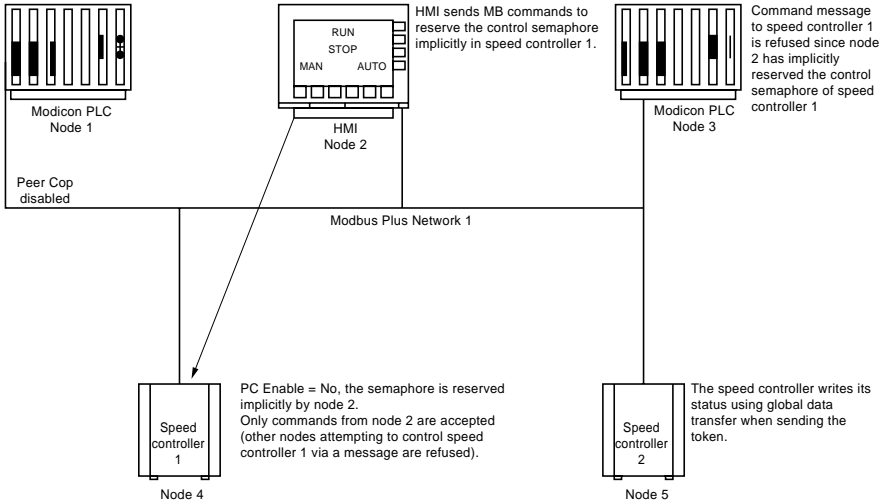 HMI sends MB commands to
reserve the control semaphore
implicitly in speed controller 1.
Command message
to speed controller 1
is refused since node
2 has implicitly
reserved the control
semaphore of speed
controller 1
RUN
STOP
MAN AUTO
Modicon PLC
Node 1
HMI
Node 2
Modicon PLC
Node 3
Peer Cop
disabled
Modbus Plus Network 1
PC Enable = No, the semaphore is reserved
implicitly by node 2.
Only commands from node 2 are accepted
(other nodes attempting to control speed
controller 1 via a message are refused).
The speed controller writes its
status using global data
transfer when sending the
token.
Speed
controller
1
Speed
controller
2
Node 4
Node 5